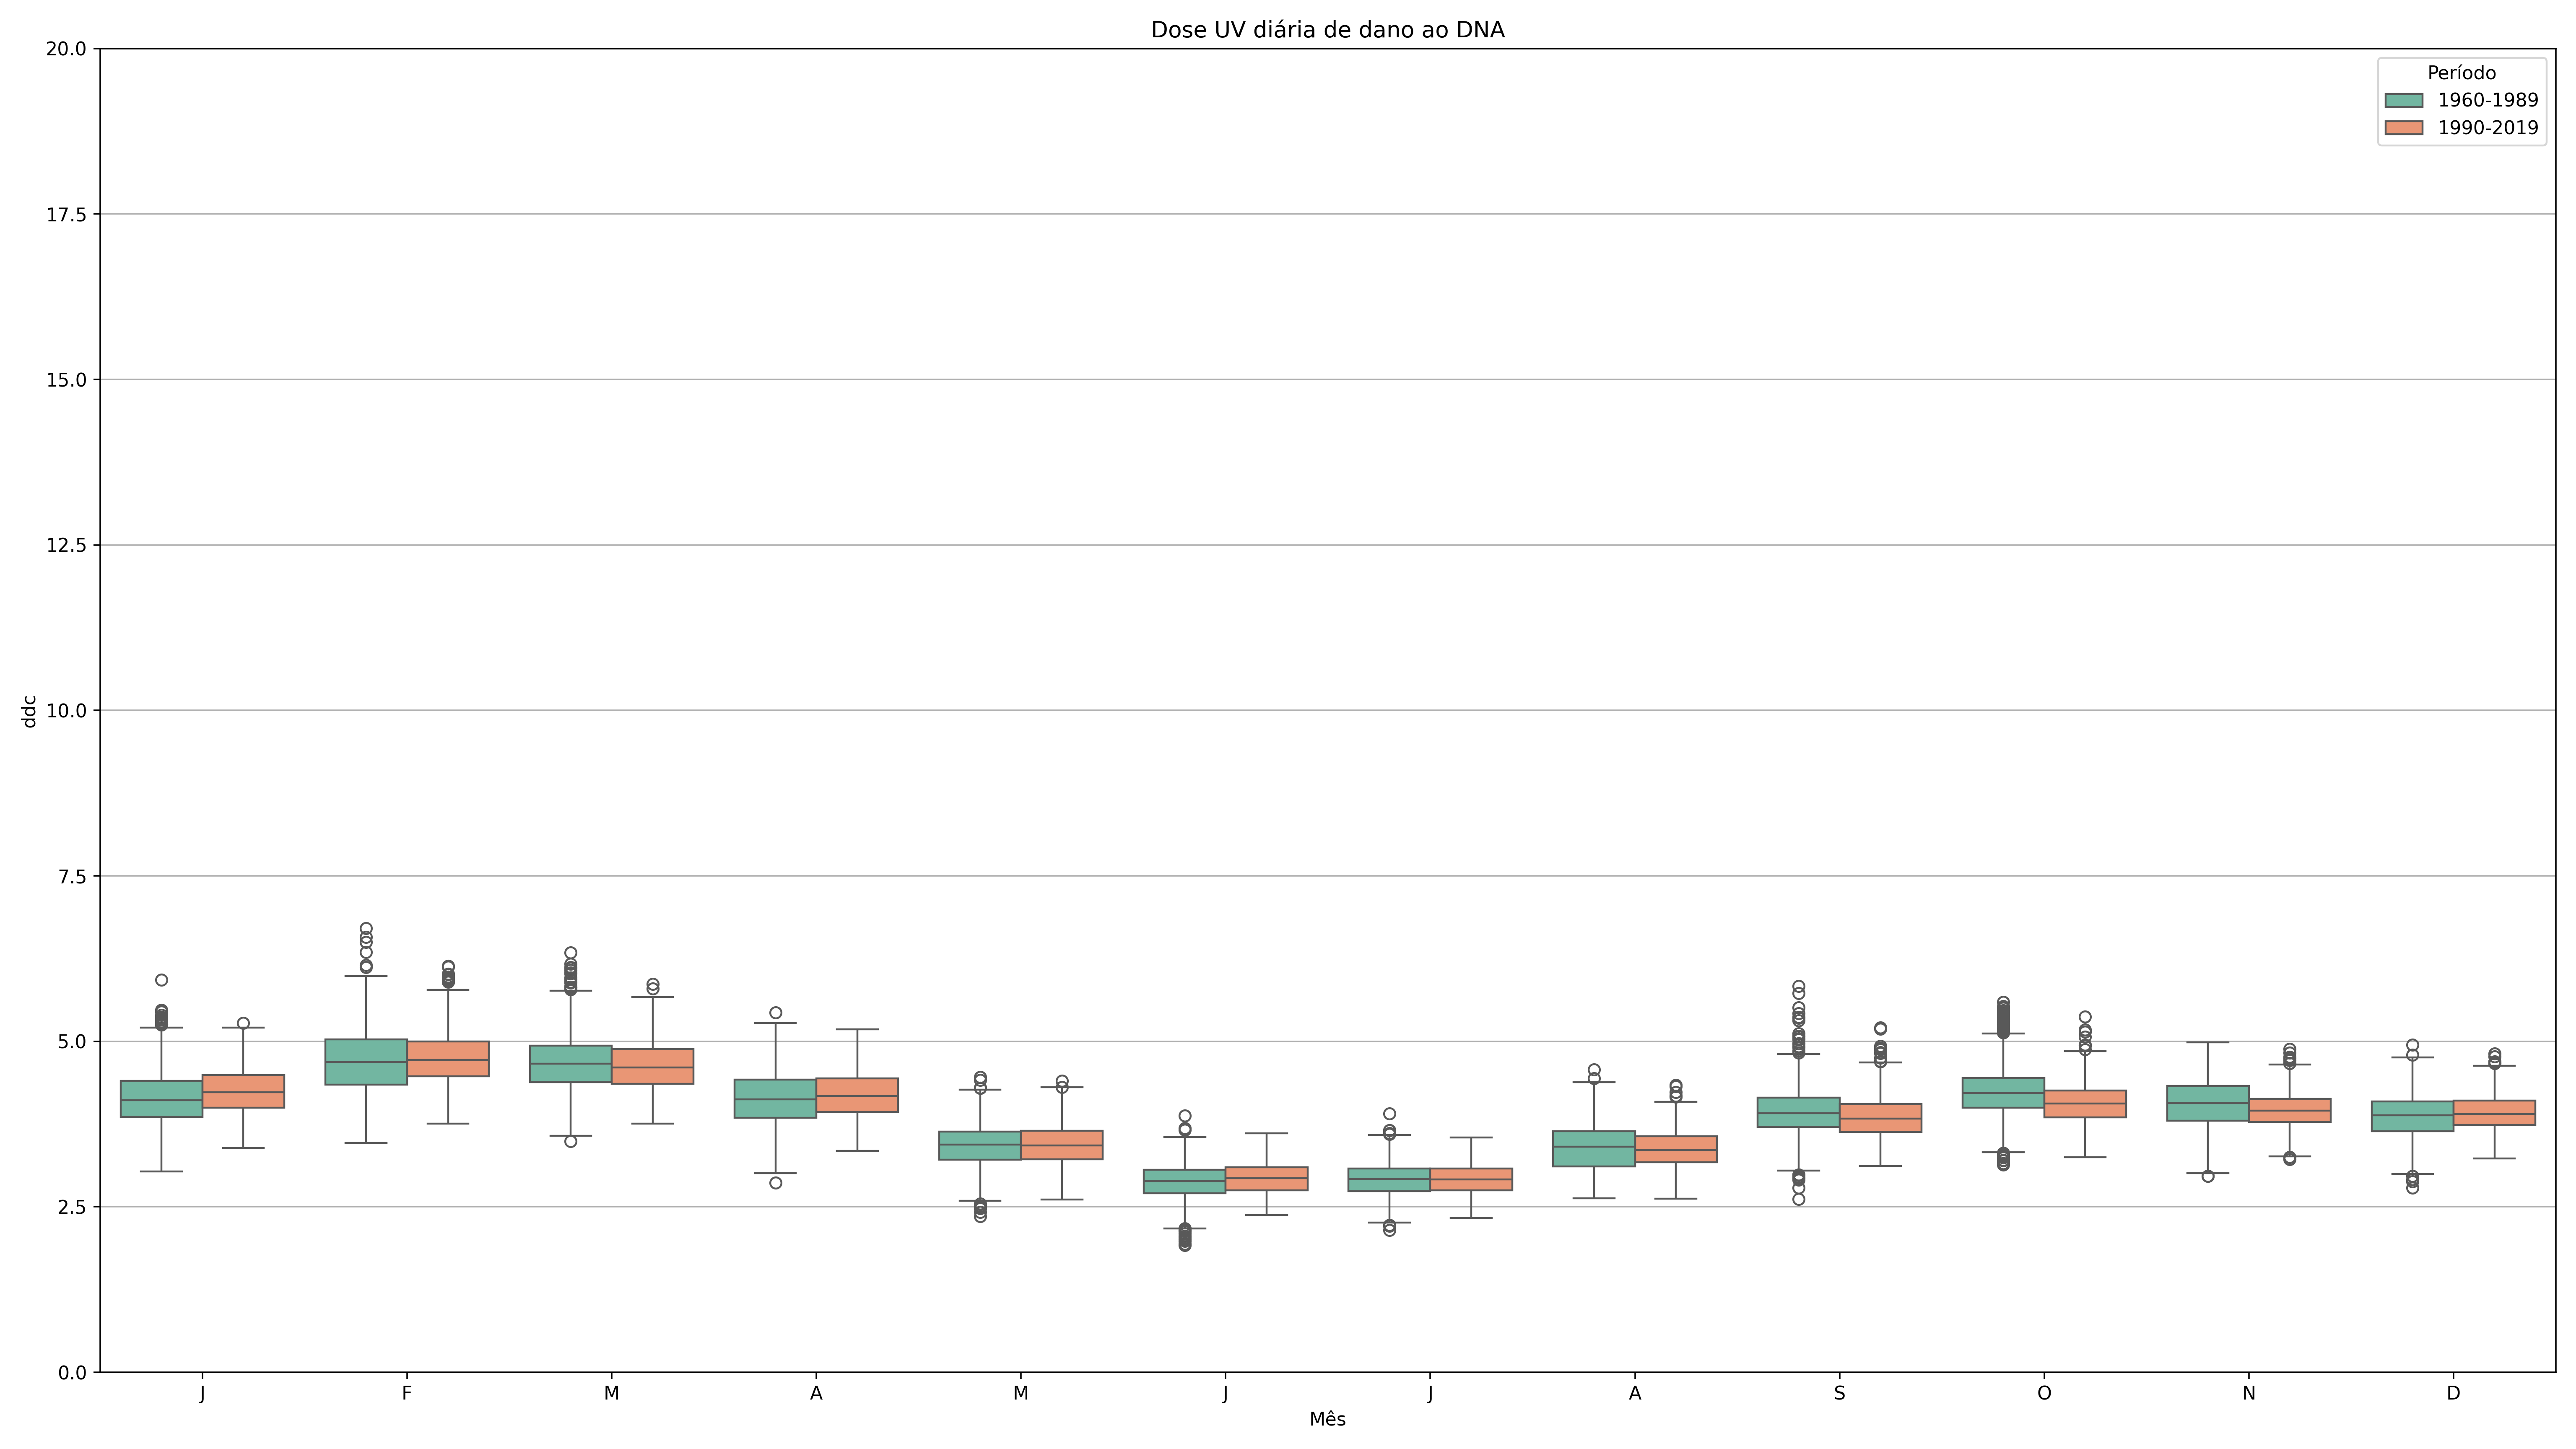 Dose UV diária de dano ao DNA
Período
1960-1989
1990-2019
20.0
17.5
15.0
12.5
10.0
7.5
5.0
2.5
0.0
ddc
J F M A M J J A S O N D
Mês